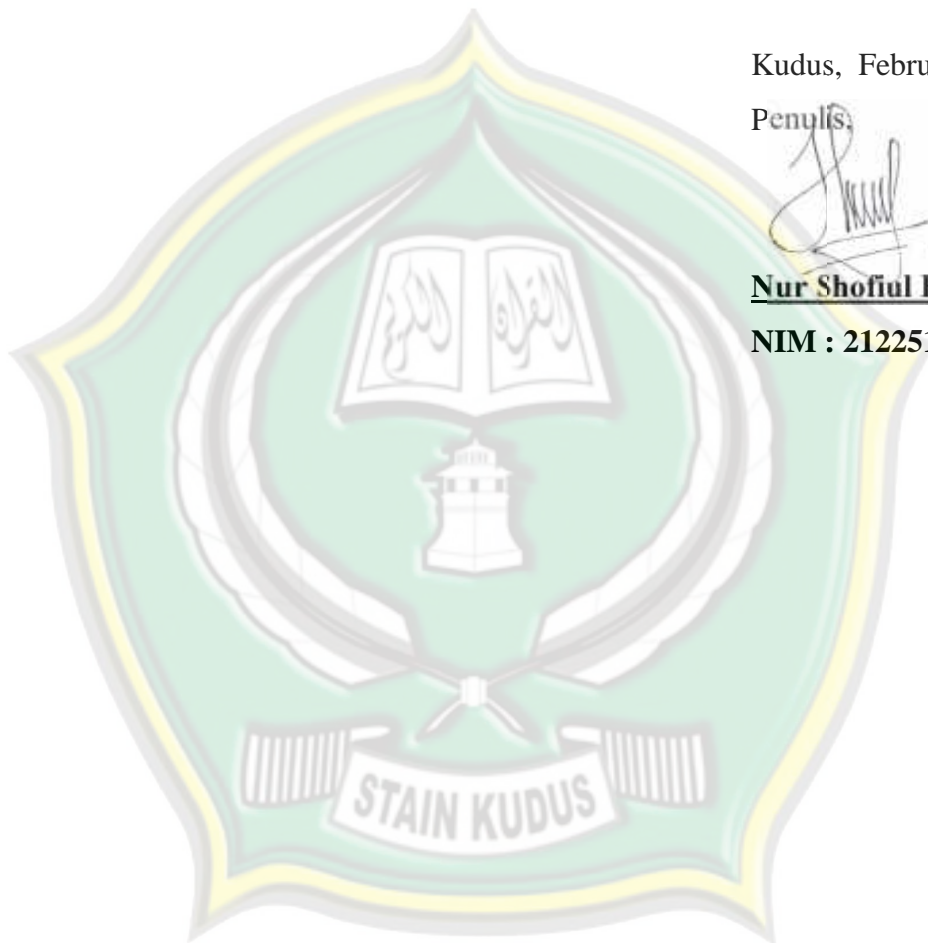 Kudus, Febru
Penulis,
Nur Shofiul
NIM : 212251
STAIN KUDUS